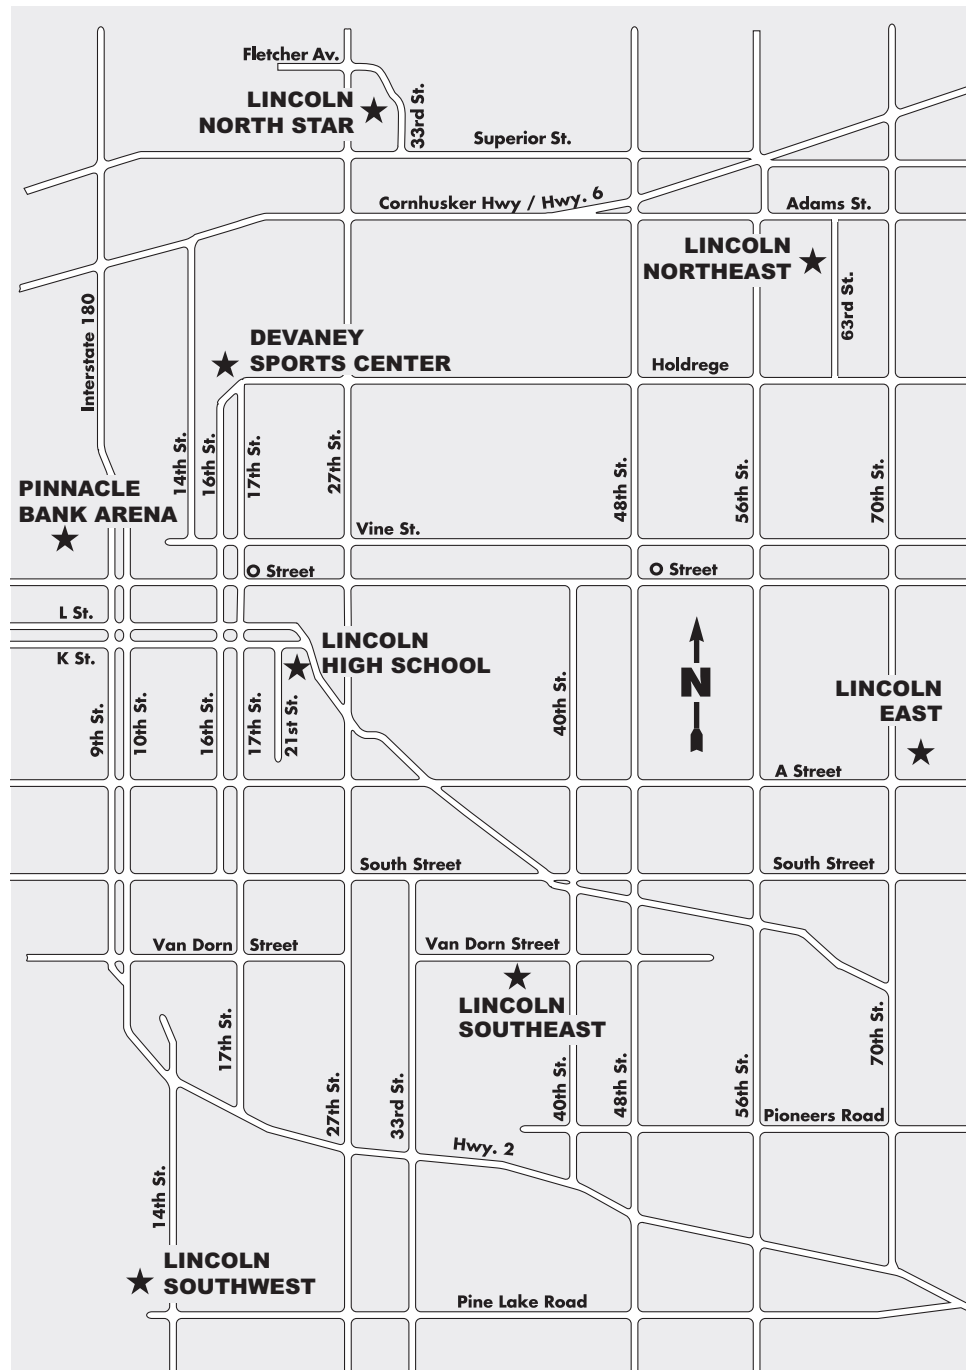 Fletcher Av.
LINCOLN
NORTH STAR
33rd St.
Superior St.
Cornhusker Hwy / Hwy. 6
Adams St.
LINCOLN
NORTHEAST
63rd St.
Interstate 180
DEVANEY
SPORTS CENTER
Holdrege
14th St.
16th St.
17th St.
27th St.
48th St.
56th St.
70th St.
PINNACLE
BANK ARENA
Vine St.
O Street
O Street
L St.
K St.
LINCOLN
HIGH SCHOOL
N
LINCOLN
EAST
9th St.
10th St.
16th St.
17th St.
21st St.
40th St.
A Street
South Street
South Street
Van Dorn Street
Van Dorn Street
LINCOLN
SOUTHEAST
17th St.
27th St.
33rd St.
40th St.
48th St.
56th St.
70th St.
Pioneers Road
Hwy. 2
14th St.
LINCOLN
SOUTHWEST
Pine Lake Road